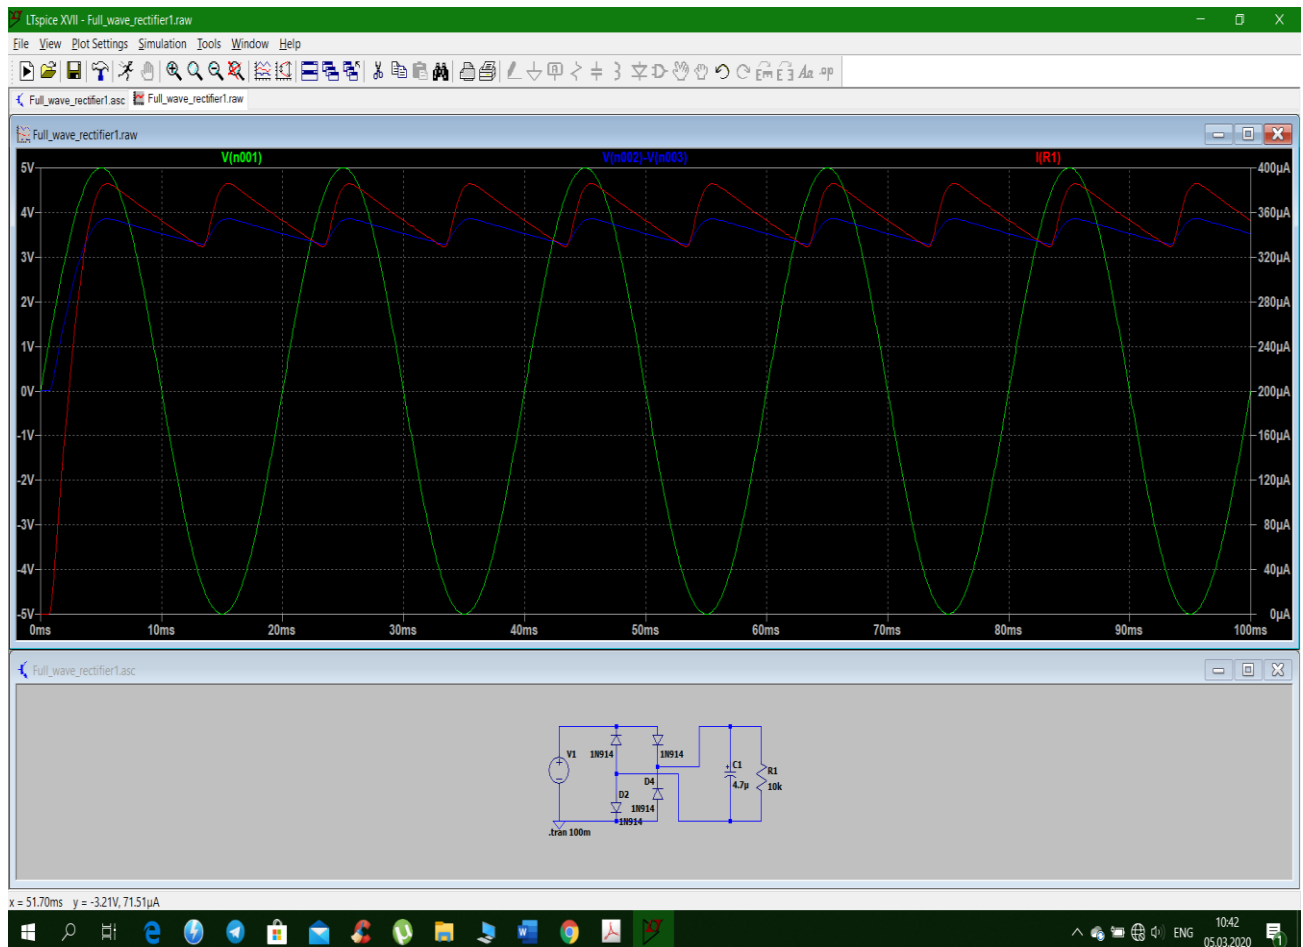 LTspice XVII - Full_wave_rectifier1.raw
File View Plot Settings Simulation Tools Window Help
Full_wave_rectifier1.asc Full_wave_rectifier1.raw
Full_wave_rectifier1.raw
V(n001) V(n002)-V(n003) I(R1)
5V 400µA
4V 360µA
3V 320µA
2V 280µA
1V 240µA
0V 200µA
-1V 160µA
-2V 120µA
-3V 80µA
-4V 40µA
-5V 0µA
0ms 10ms 20ms 30ms 40ms 50ms 60ms 70ms 80ms 90ms 100ms
Full_wave_rectifier1.asc
V1 1N914 1N914
C1 R1
D4 4.7µ 10k
D2
1N914
1N914
.tran 100m
x = 51.70ms y = -3.21V, 71.51µA
ENG 10:42
05.03.2020 1